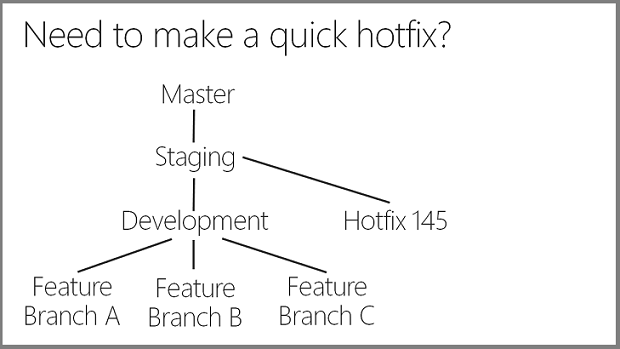 Need to make a quick hotfix?
Master
Staging
Development
Hotfix 145
Feature
Branch A
Feature
Branch B
Feature
Branch C